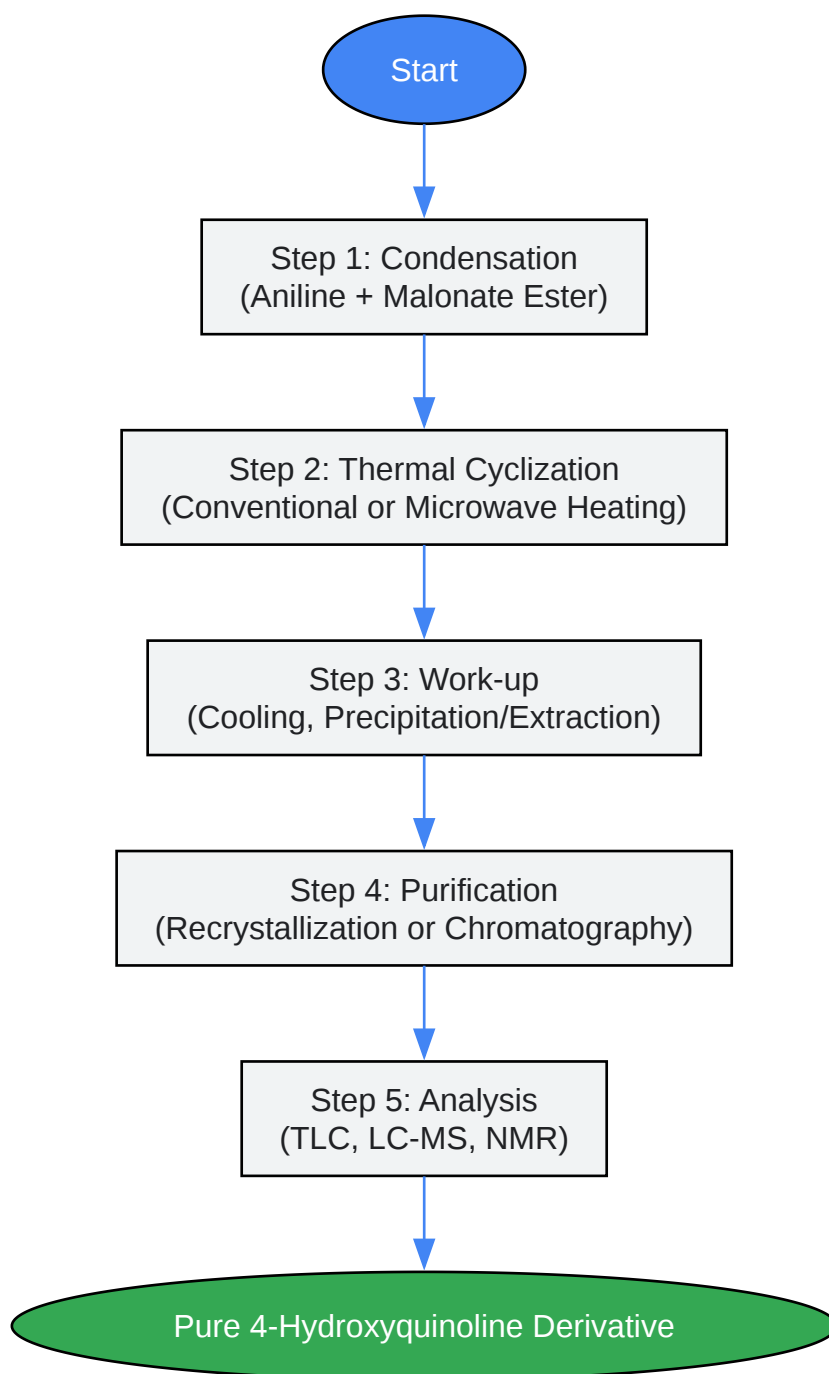 Start
Step 1: Condensation
(Aniline + Malonate Ester)
Step 2: Thermal Cyclization
(Conventional or Microwave Heating)
Step 3: Work-up
(Cooling, Precipitation/Extraction)
Step 4: Purification
(Recrystallization or Chromatography)
Step 5: Analysis
(TLC, LC-MS, NMR)
Pure 4-Hydroxyquinoline Derivative